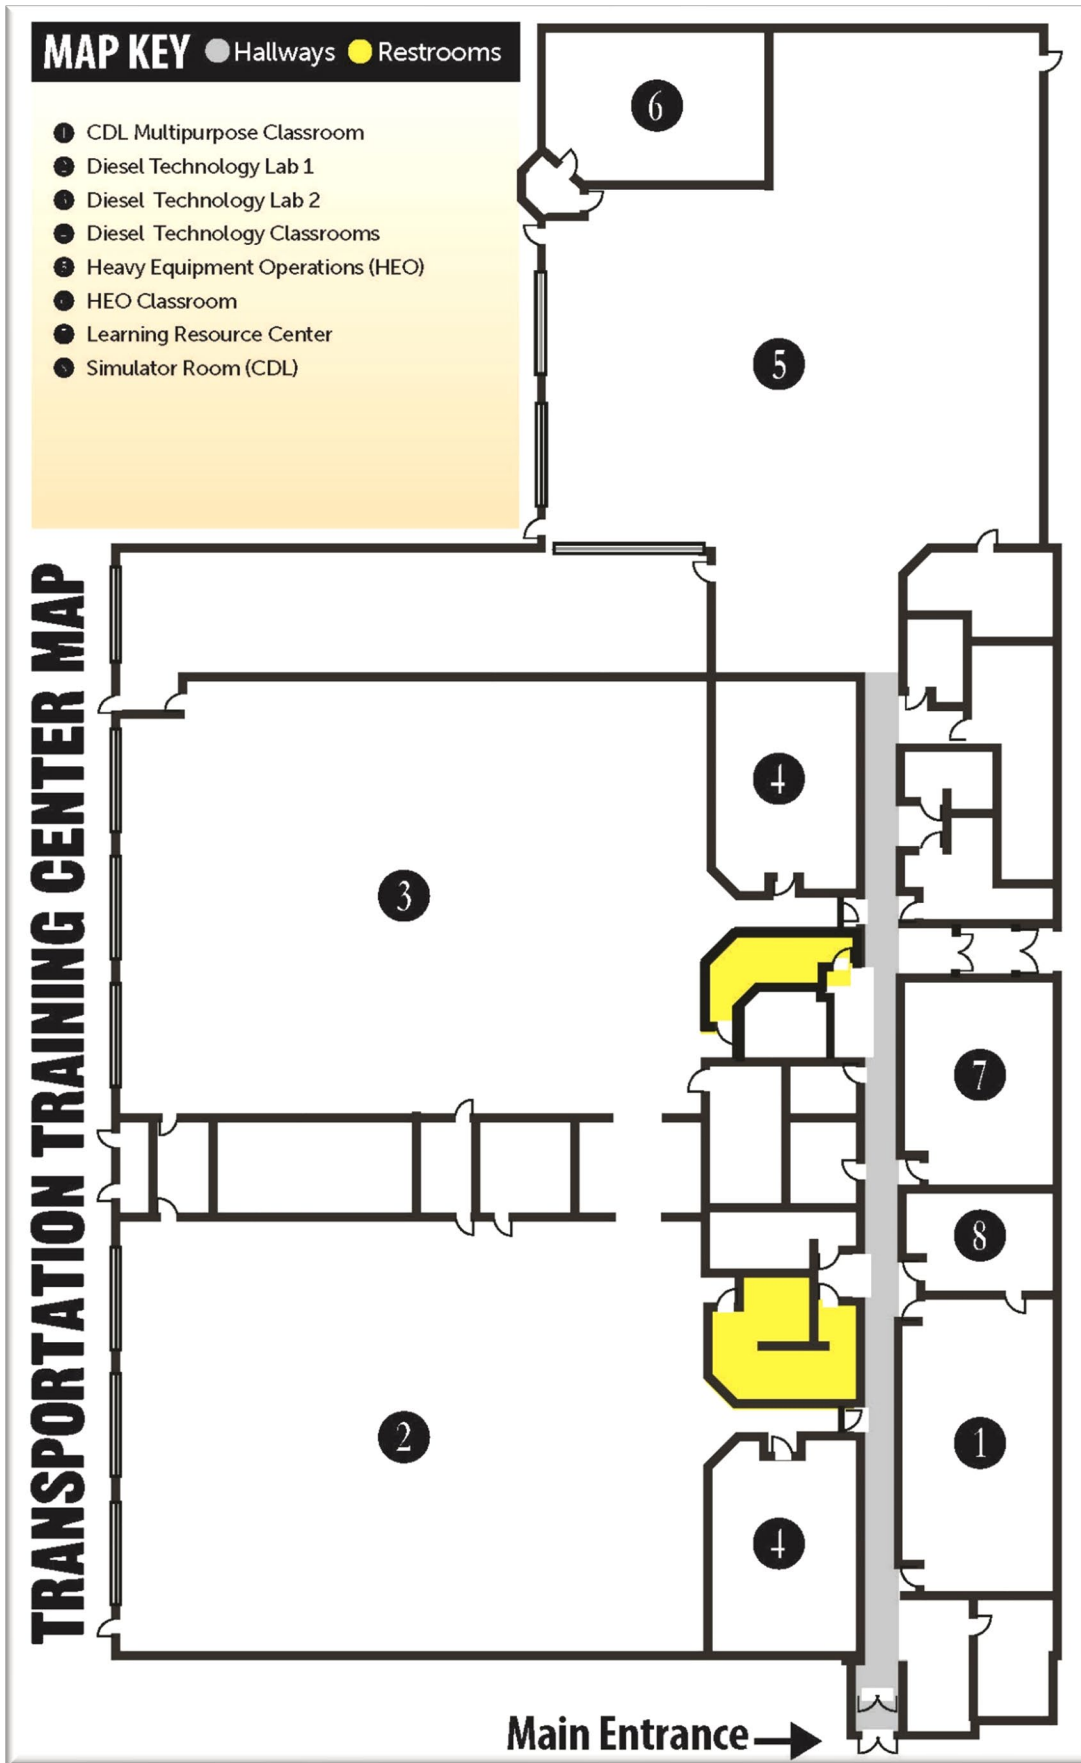 MAP KEY Hallways Restrooms
1 CDL Multipurpose Classroom
Diesel Technology Lab 1
Diesel Technology Lab 2
Diesel Technology Classrooms
5 Heavy Equipment Operations (HEO)
HEO Classroom
Learning Resource Center
Simulator Room (CDL)
TRANSPORTATION TRAINING CENTER MAP
6
5
4
3
7
8
2
1
4
Main Entrance